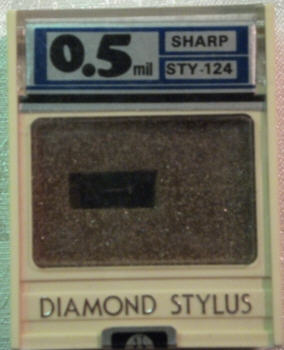 0.5 mil SHARP
STY-124
DIAMOND STYLUS